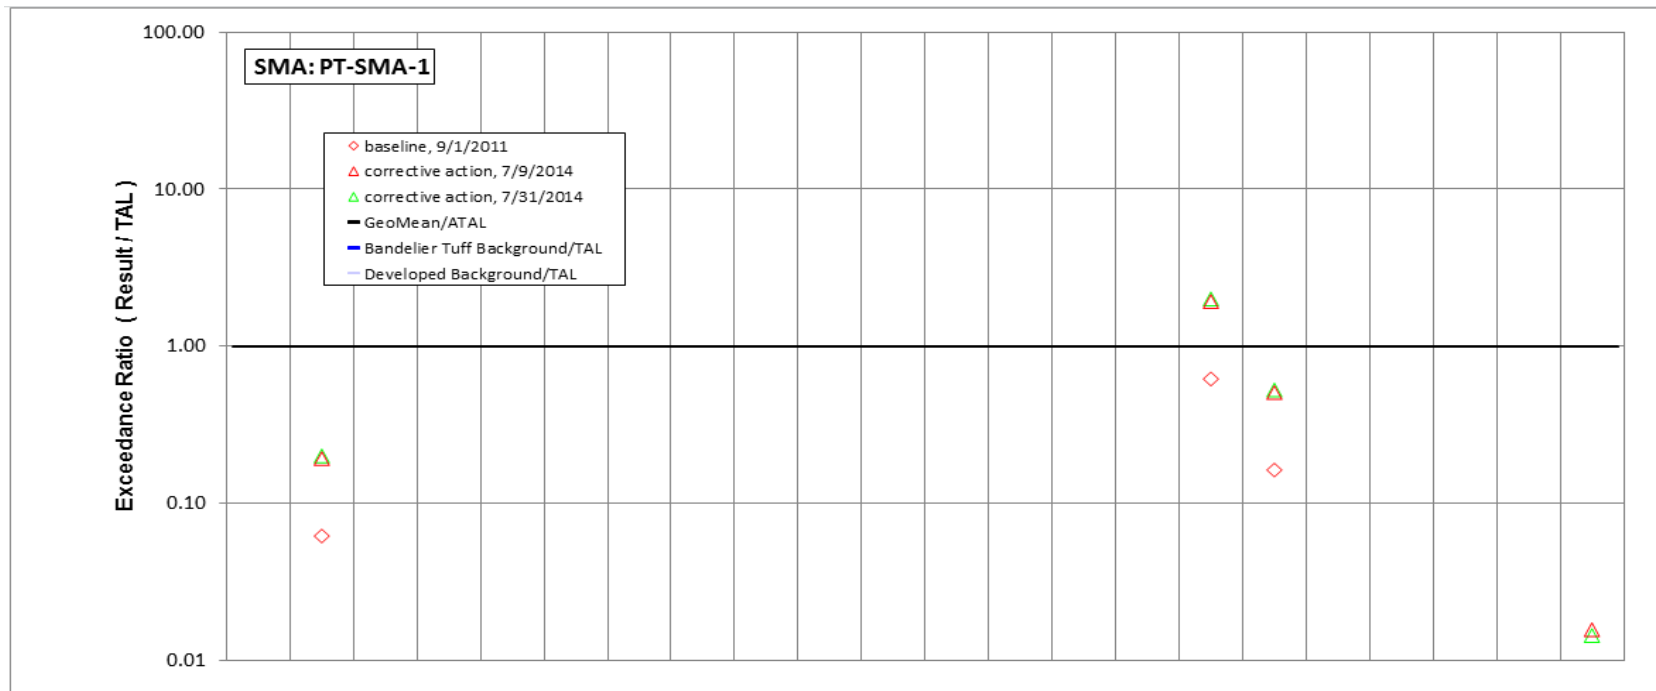 100.00
SMA: PT-SMA-1
baseline, 9/1/2011
corrective action, 7/9/2014
corrective action, 7/31/2014
GeoMean/ATAL
Bandelier Tuff Background/TAL
Developed Background/TAL
10.00
1.00
0.10
0.01
Exceedance Ratio ( Result / TAL )